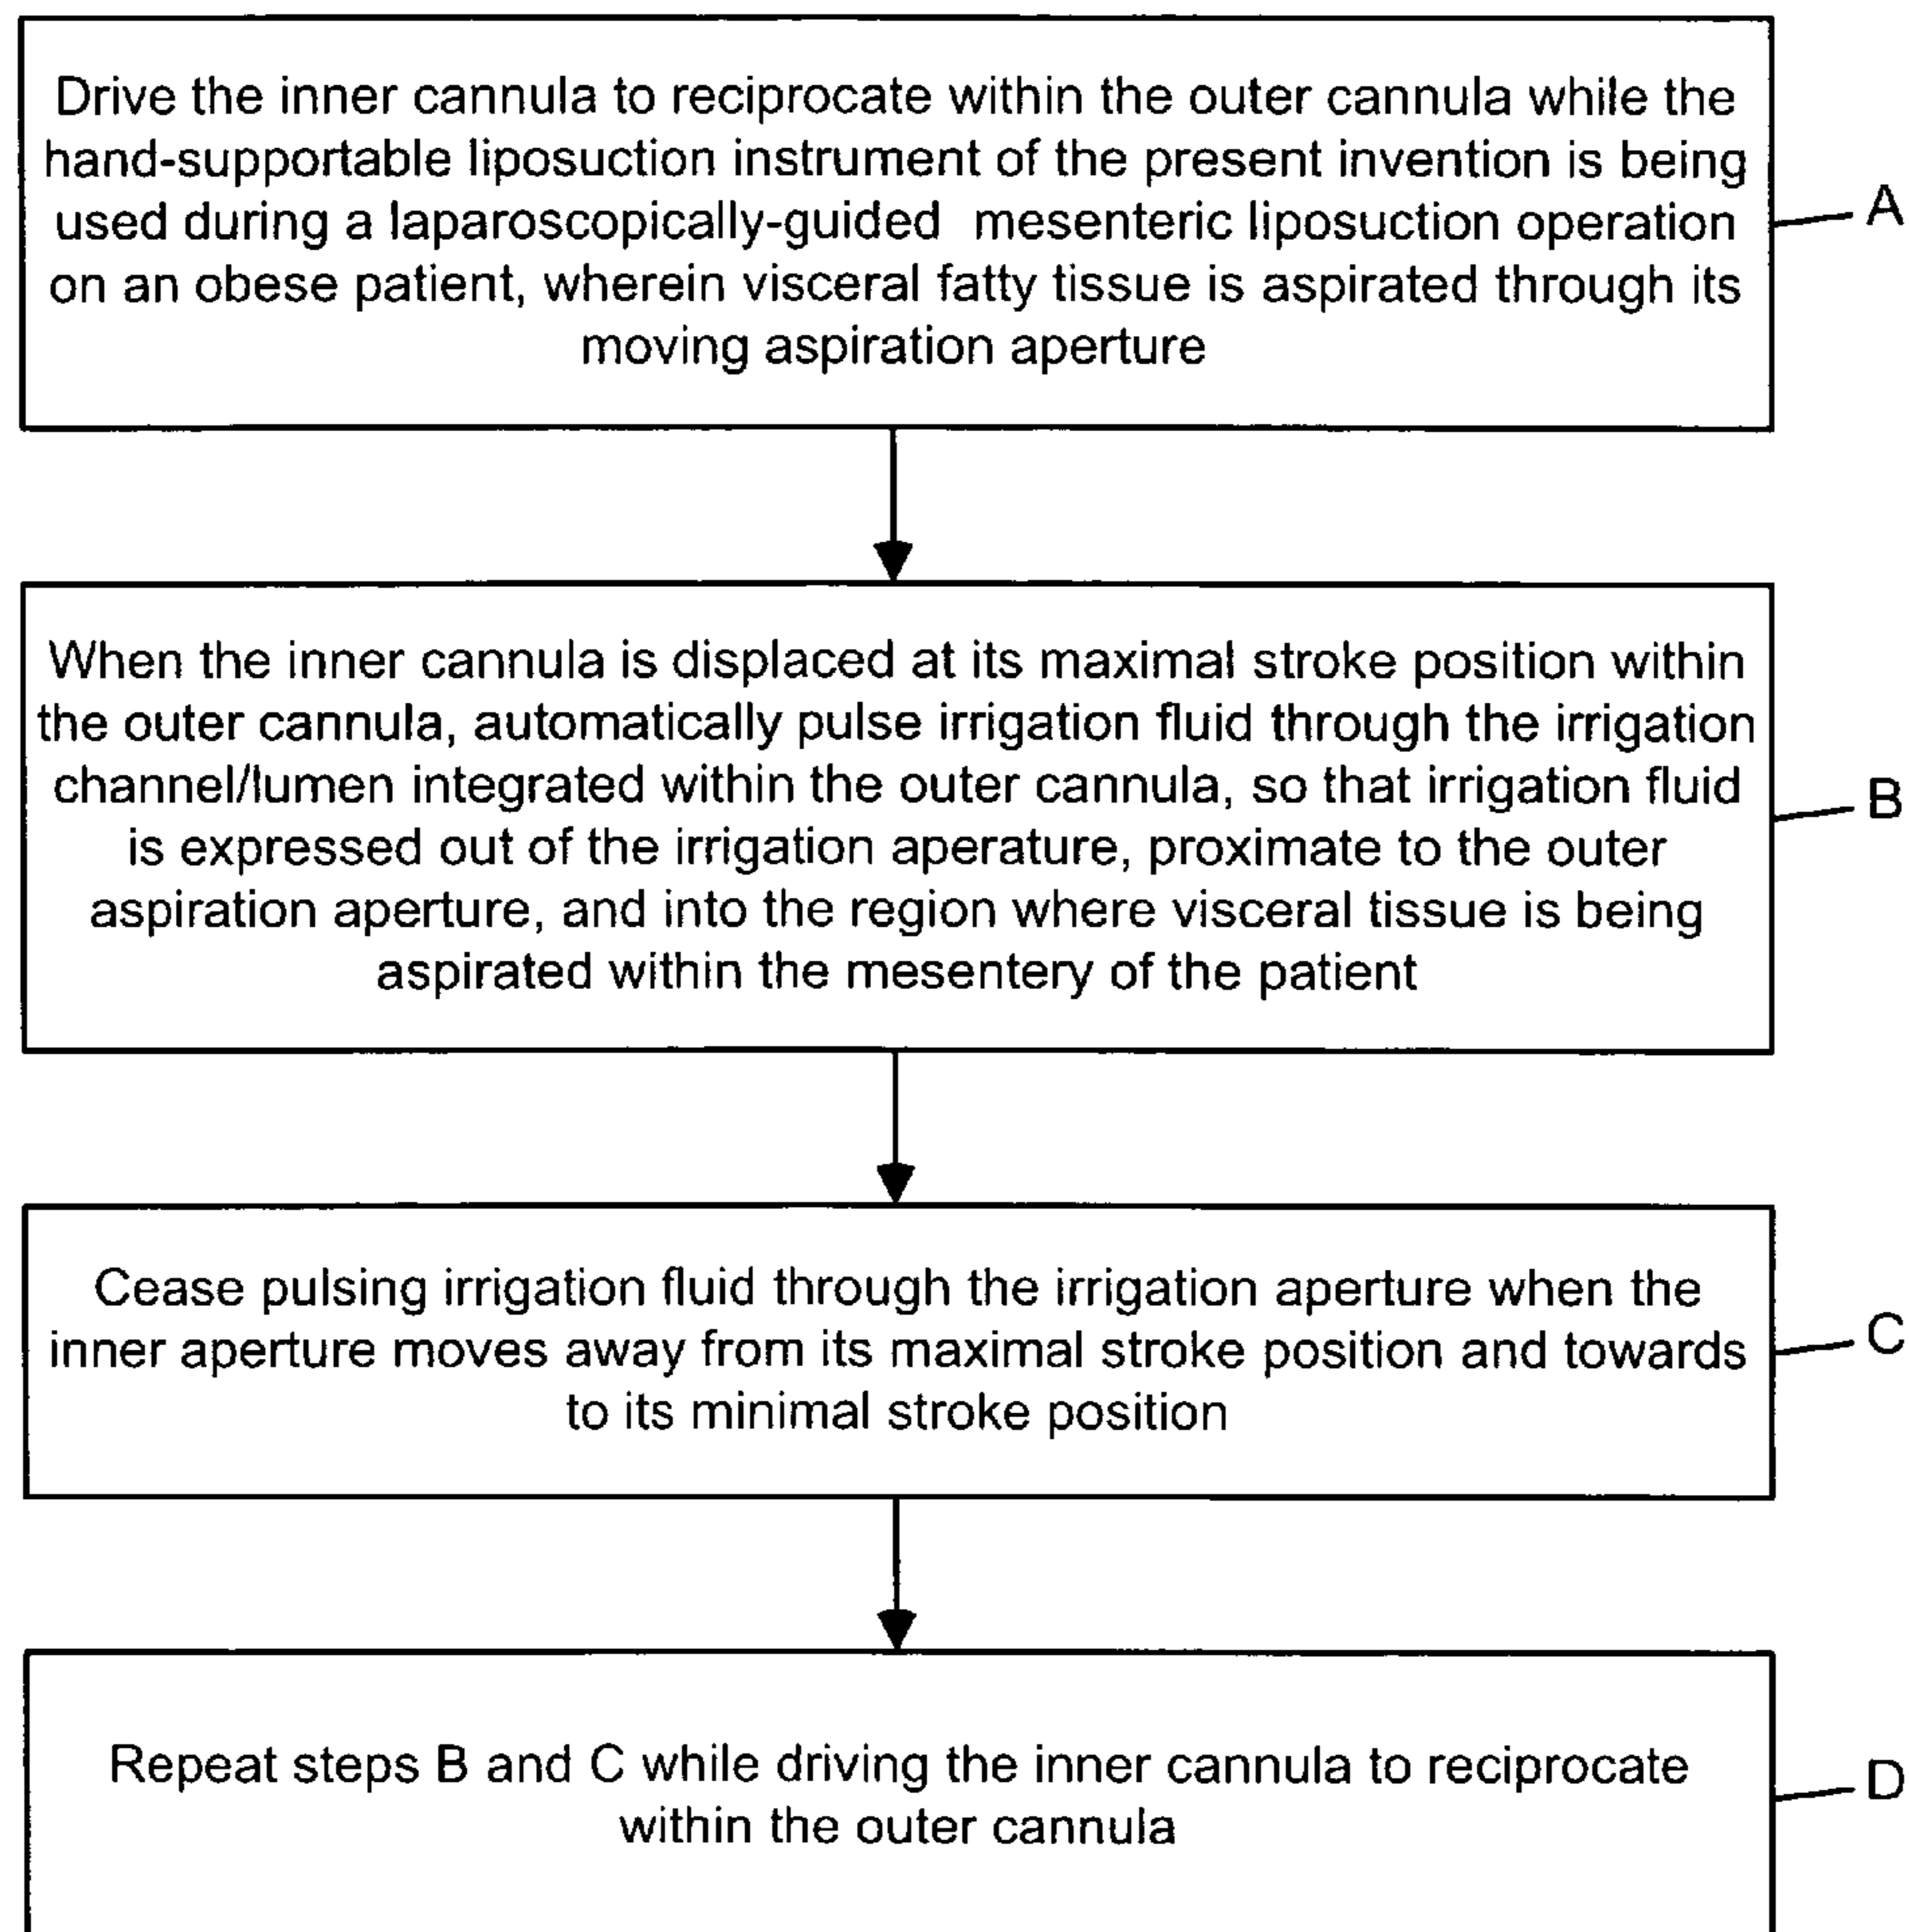 Drive the inner cannula to reciprocate within the outer cannula while the
hand-supportable liposuction instrument of the present invention is being
used during a laparoscopically-guided mesenteric liposuction operation
on an obese patient, wherein visceral fatty tissue is aspirated through its
moving aspiration aperture
A
When the inner cannula is displaced at its maximal stroke position within
the outer cannula, automatically pulse irrigation fluid through the irrigation
channel/lumen integrated within the outer cannula, so that irrigation fluid
is expressed out of the irrigation aperature, proximate to the outer
aspiration aperture, and into the region where visceral tissue is being
aspirated within the mesentery of the patient
B
Cease pulsing irrigation fluid through the irrigation aperture when the
inner aperture moves away from its maximal stroke position and towards
to its minimal stroke position
C
Repeat steps B and C while driving the inner cannula to reciprocate
within the outer cannula
D